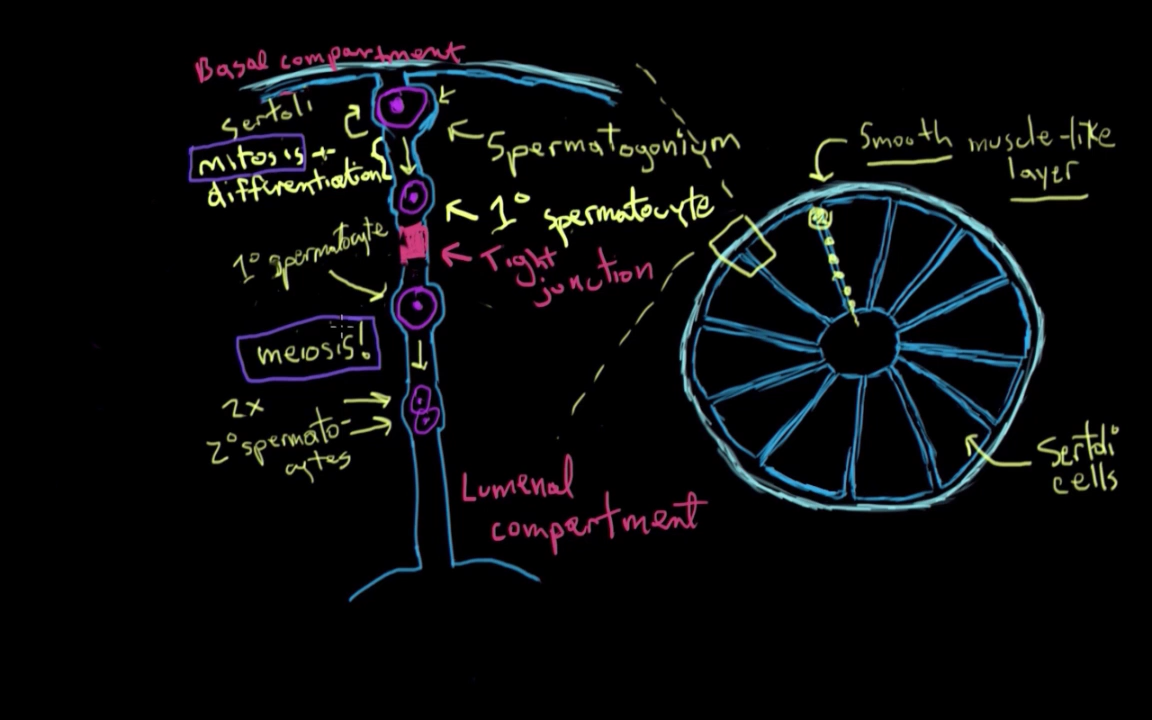 Basal compartment
Sertoli
mitosis +
differentiation
Spermatogonium
1° spermatocyte
Tight
junction
1° spermatocyte
meiosis!
2x
2° spermato-
cytes
Lumenal
compartment
Smooth muscle-like
layer
Sertoli
cells